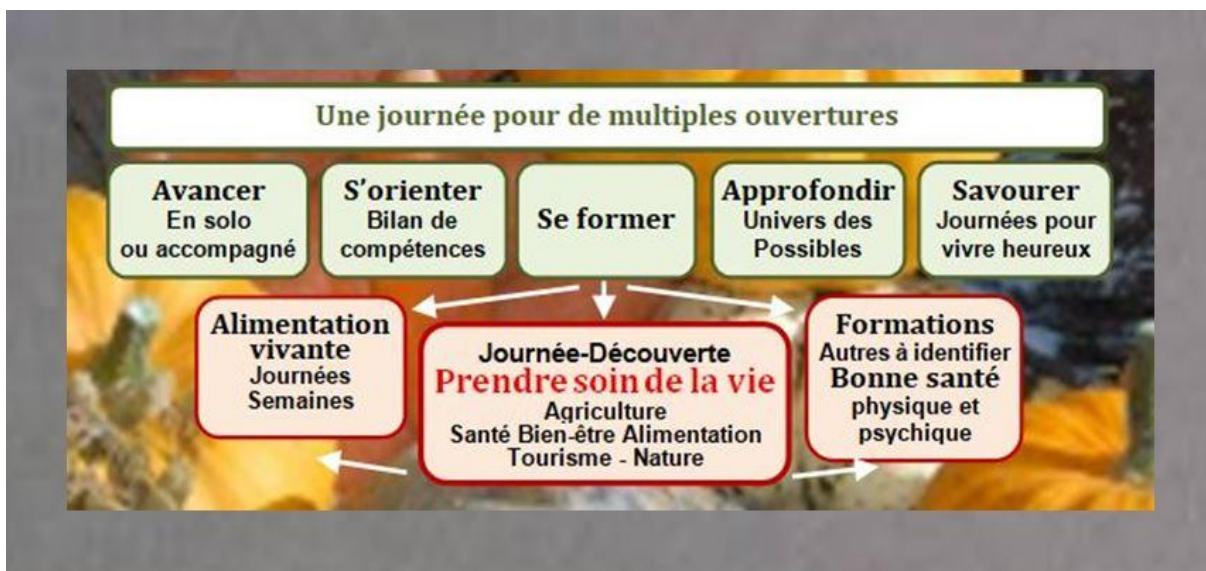 Une journée pour de multiples ouvertures
Avancer
En solo
ou accompagné
S'orienter
Bilan de
compétences
Se former
Approfondir
Univers des
Possibles
Savourer
Journées pour
vivre heureux
Alimentation
vivante
Journées
Semaines
Journée-Découverte
Prendre soin de la vie
Agriculture
Santé Bien-être Alimentation
Tourisme - Nature
Formations
Autres à identifier
Bonne santé
physique et
psychique